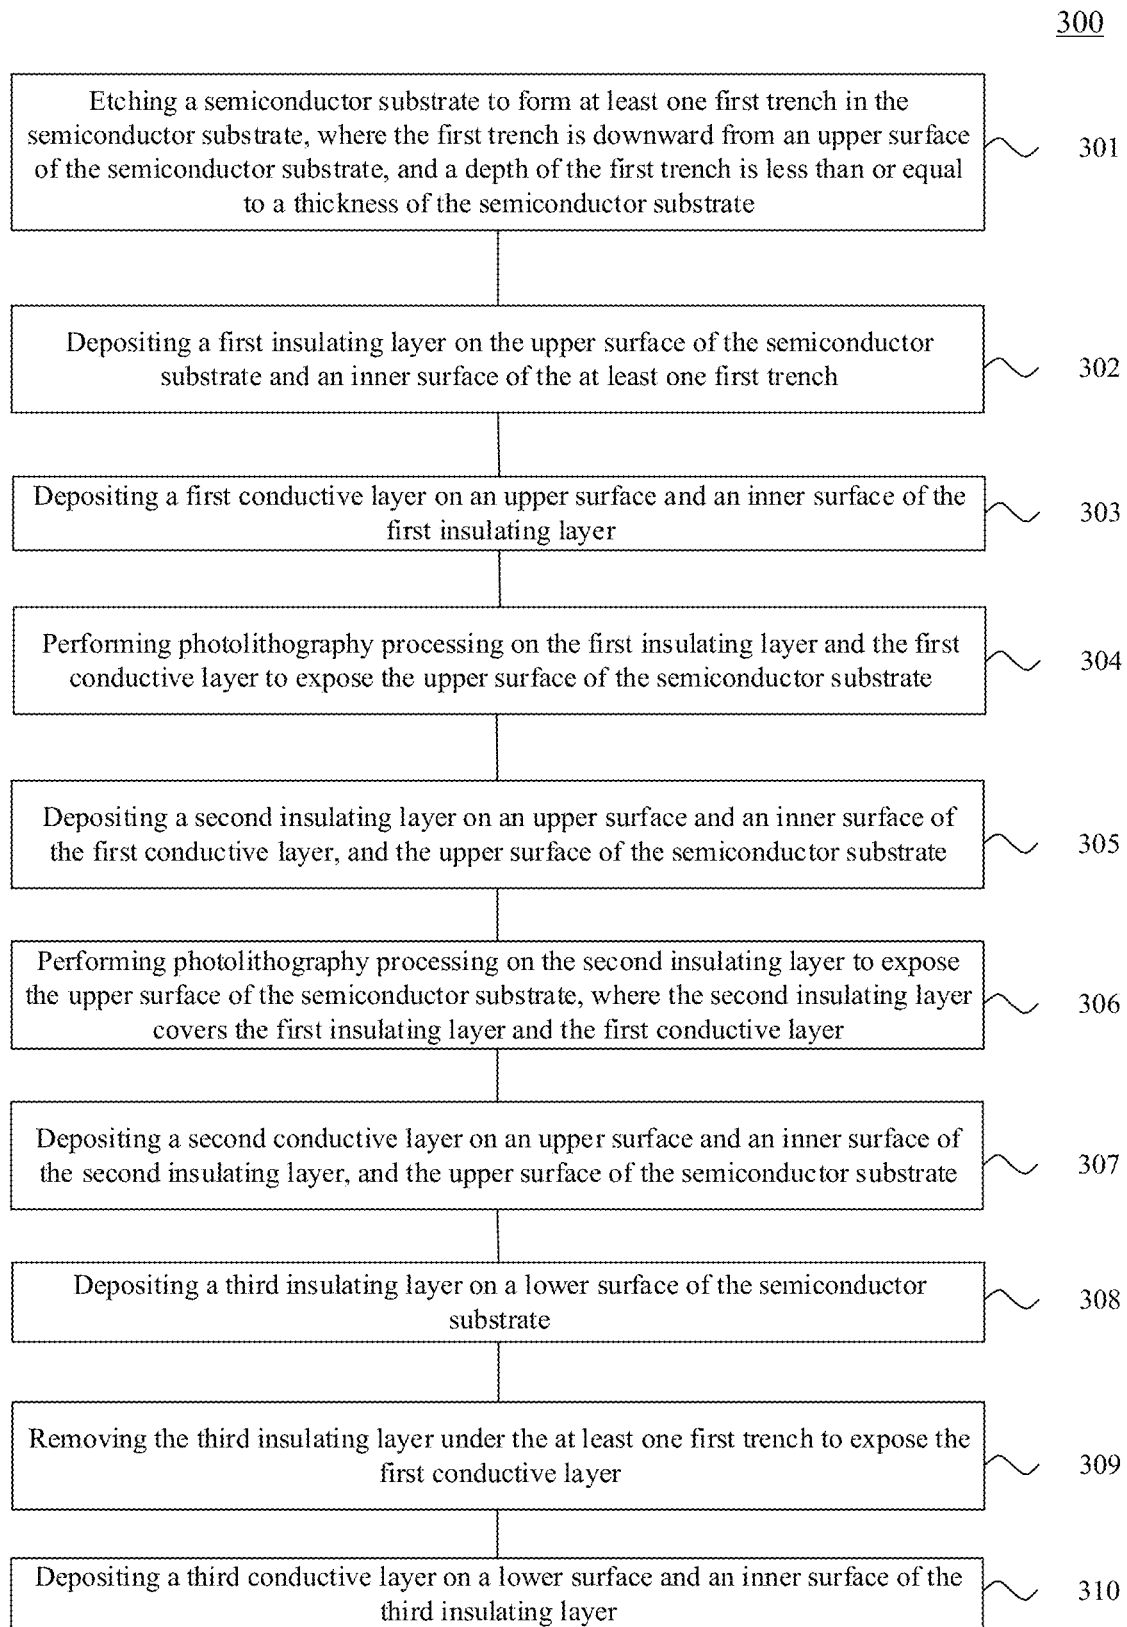 300
Etching a semiconductor substrate to form at least one first trench in the
semiconductor substrate, where the first trench is downward from an upper surface
of the semiconductor substrate, and a depth of the first trench is less than or equal
to a thickness of the semiconductor substrate
301
Depositing a first insulating layer on the upper surface of the semiconductor
substrate and an inner surface of the at least one first trench
302
Depositing a first conductive layer on an upper surface and an inner surface of the
first insulating layer
303
Performing photolithography processing on the first insulating layer and the first
conductive layer to expose the upper surface of the semiconductor substrate
304
Depositing a second insulating layer on an upper surface and an inner surface of
the first conductive layer, and the upper surface of the semiconductor substrate
305
Performing photolithography processing on the second insulating layer to expose
the upper surface of the semiconductor substrate, where the second insulating layer
covers the first insulating layer and the first conductive layer
306
Depositing a second conductive layer on an upper surface and an inner surface of
the second insulating layer, and the upper surface of the semiconductor substrate
307
Depositing a third insulating layer on a lower surface of the semiconductor
substrate
308
Removing the third insulating layer under the at least one first trench to expose the
first conductive layer
309
Depositing a third conductive layer on a lower surface and an inner surface of the
third insulating layer
310